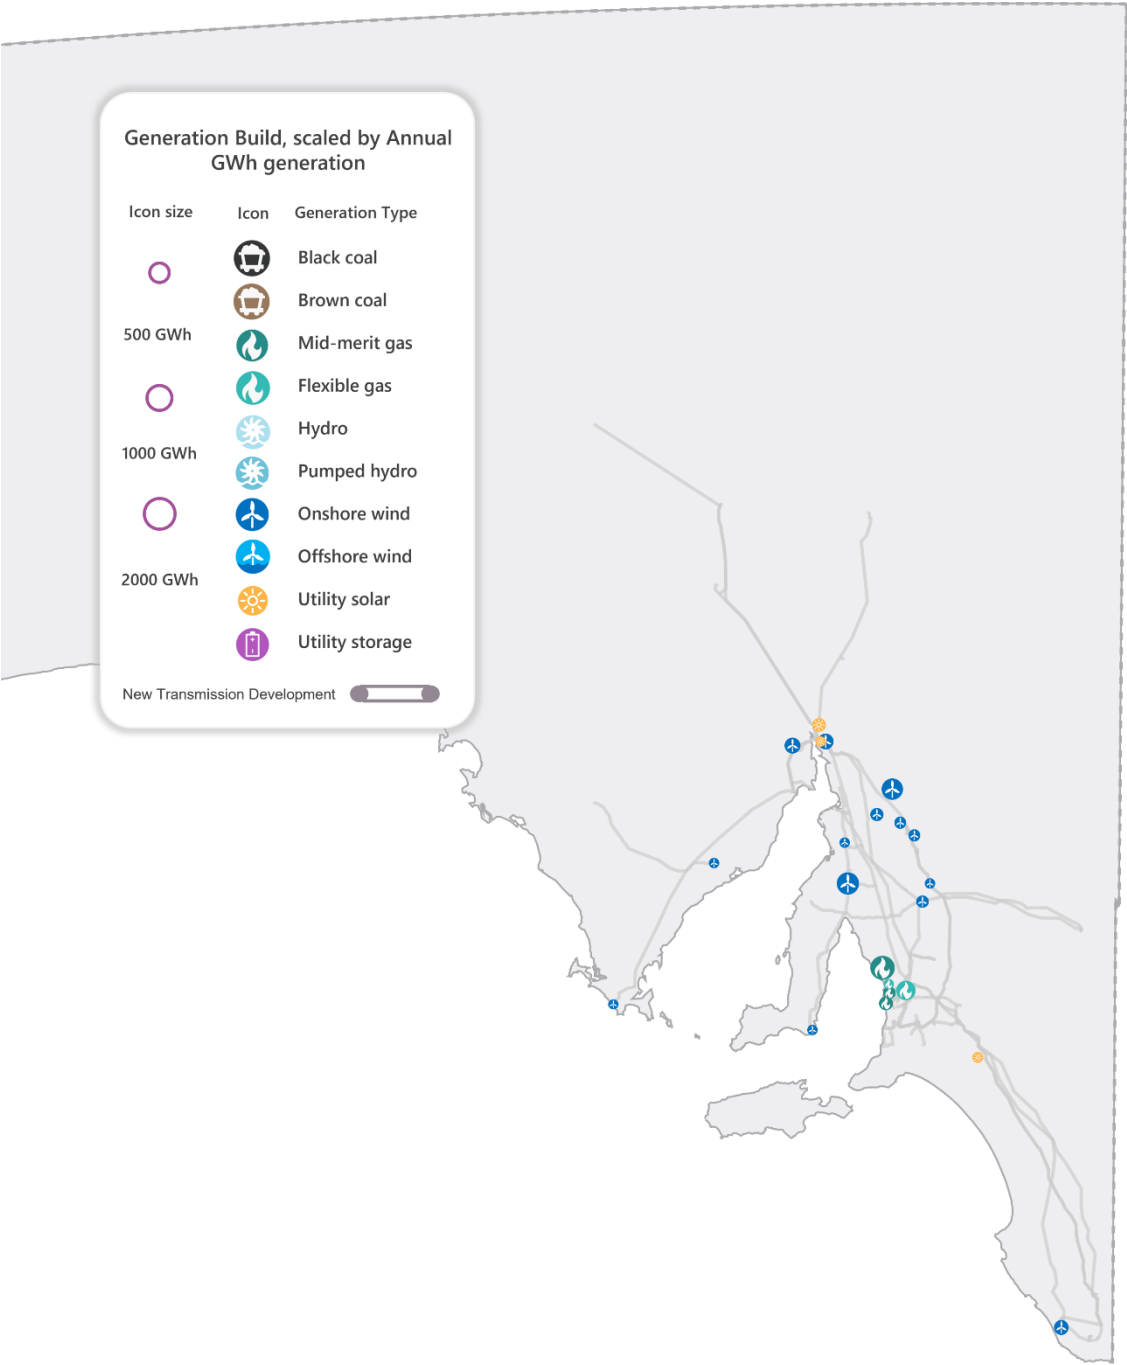 Generation Build, scaled by Annual
GWh generation
Icon size
Icon
Generation Type
Black coal
Brown coal
500 GWh
Mid-merit gas
Flexible gas
Hydro
1000 GWh
Pumped hydro
Onshore wind
Offshore wind
2000 GWh
Utility solar
Utility storage
New Transmission Development